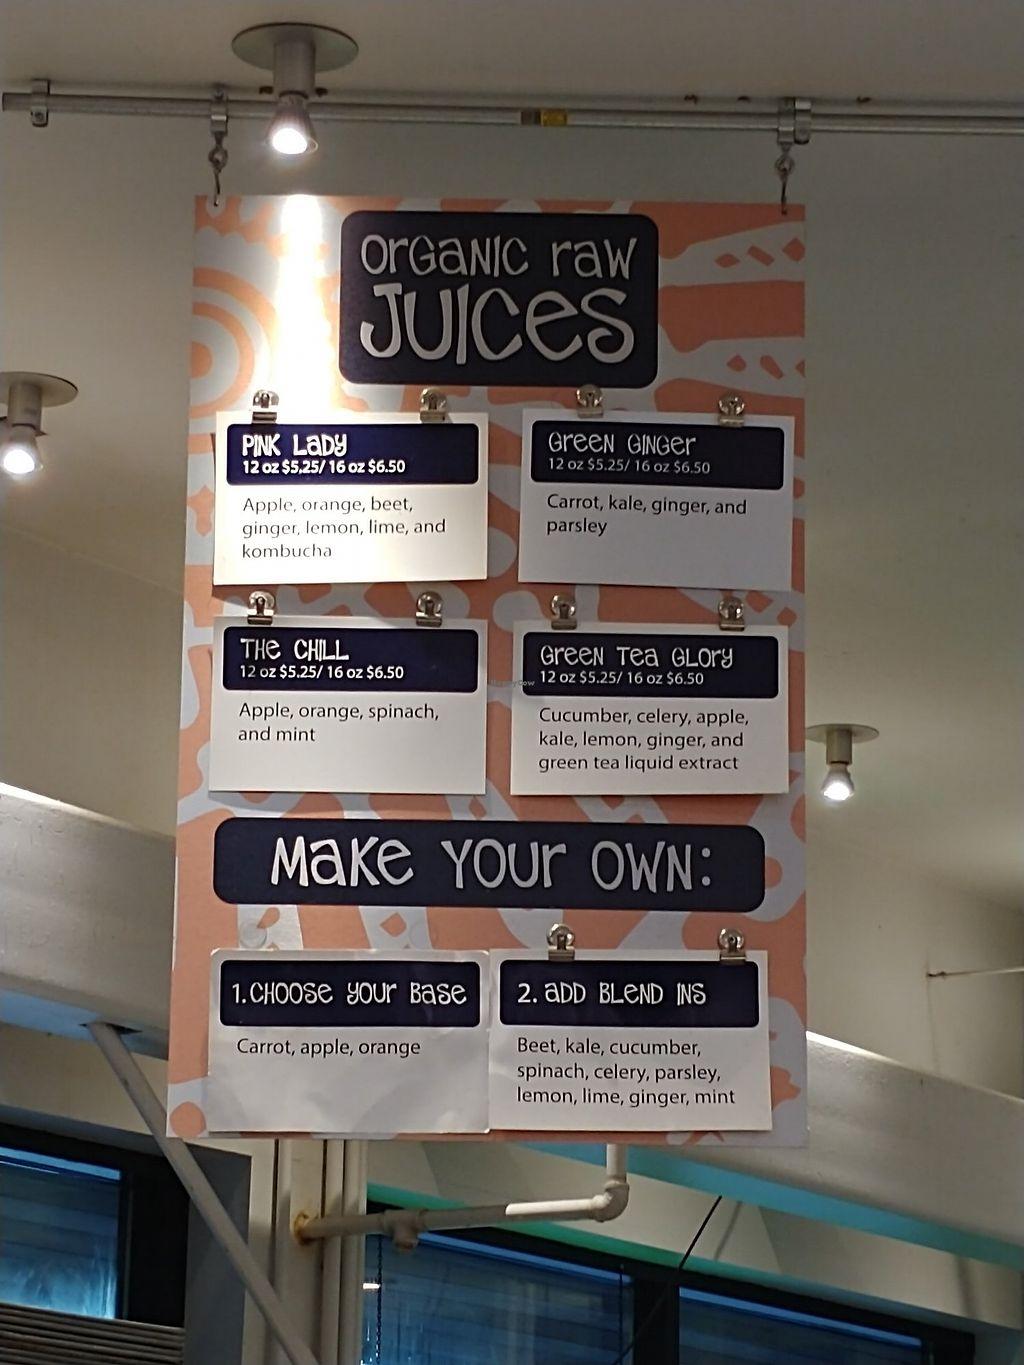 Organic Raw
Juices
Pink Lady
12 oz $5.25/ 16 oz $6.50
Apple, orange, beet,
ginger, lemon, lime, and
kombucha
Green Ginger
12 oz $5.25/ 16 oz $6.50
Carrot, kale, ginger, and
parsley
The Chill
12 oz $5.25/ 16 oz $6.50
Apple, orange, spinach,
and mint
Green Tea Glory
12 oz $5.25/ 16 oz $6.50
Cucumber, celery, apple,
kale, lemon, ginger, and
green tea liquid extract
Make Your Own:
1. Choose Your Base
Carrot, apple, orange
2. Add Blend Ins
Beet, kale, cucumber,
spinach, celery, parsley,
lemon, lime, ginger, mint